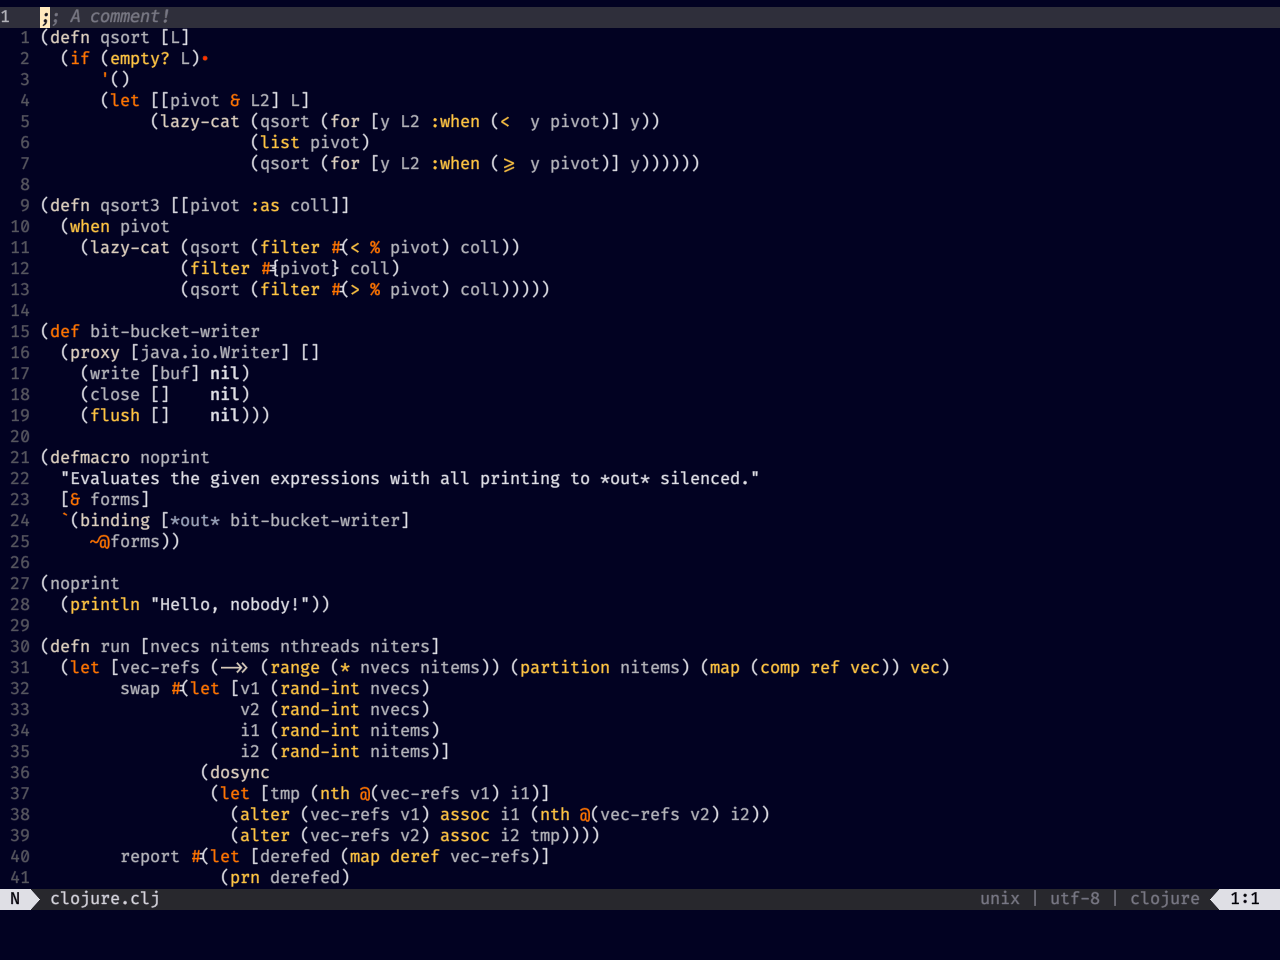 1   ;; A comment!
  1 (defn qsort [L]
  2   (if (empty? L)•
  3       '()
  4       (let [[pivot & L2] L]
  5            (lazy-cat (qsort (for [y L2 :when (<  y pivot)] y))
  6                      (list pivot)
  7                      (qsort (for [y L2 :when (>= y pivot)] y))))))
  8
  9 (defn qsort3 [[pivot :as coll]]
 10   (when pivot
 11     (lazy-cat (qsort (filter #(< % pivot) coll))
 12               (filter #{pivot} coll)
 13               (qsort (filter #(> % pivot) coll)))))
 14
 15 (def bit-bucket-writer
 16   (proxy [java.io.Writer] []
 17     (write [buf] nil)
 18     (close []    nil)
 19     (flush []    nil)))
 20
 21 (defmacro noprint
 22   "Evaluates the given expressions with all printing to *out* silenced."
 23   [& forms]
 24   `(binding [*out* bit-bucket-writer]
 25      ~@forms))
 26
 27 (noprint
 28   (println "Hello, nobody!"))
 29
 30 (defn run [nvecs nitems nthreads niters]
 31   (let [vec-refs (->> (range (* nvecs nitems)) (partition nitems) (map (comp ref vec)) vec)
 32         swap #(let [v1 (rand-int nvecs)
 33                     v2 (rand-int nvecs)
 34                     i1 (rand-int nitems)
 35                     i2 (rand-int nitems)]
 36                 (dosync
 37                  (let [tmp (nth @(vec-refs v1) i1)]
 38                    (alter (vec-refs v1) assoc i1 (nth @(vec-refs v2) i2))
 39                    (alter (vec-refs v2) assoc i2 tmp))))
 40         report #(let [derefed (map deref vec-refs)]
 41                   (prn derefed)
N clojure.clj unix | utf-8 | clojure 1:1